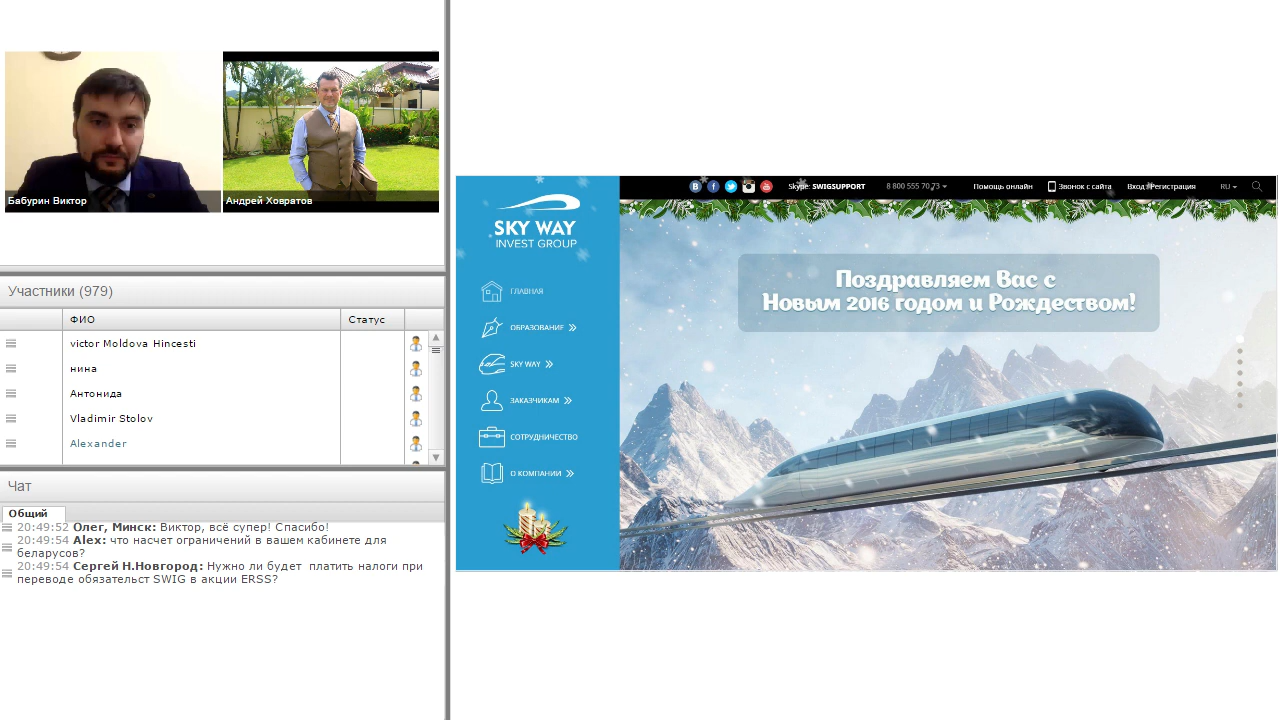 Бабурин Виктор
Андрей Ховратов
Участники (979)
ФИО
Статус
victor Moldova Hincesti
нина
Антонида
Vladimir Stolov
Alexander
Чат
Общий
20:49:52 Олег, Минск: Виктор, всё супер! Спасибо!
20:49:54 Alex: что насчет ограничений в вашем кабинете для
беларусов?
20:49:54 Сергей Н.Новгород: Нужно ли будет платить налоги при
переводе обязательст SWIG в акции ERSS?
Skype: SWIGSUPPORT
8 800 555 70 73
Помощь онлайн
Звонок с сайта
Вход/Регистрация
RU
SKY WAY
INVEST GROUP
ГЛАВНАЯ
ОБРАЗОВАНИЕ
SKY WAY
ЗАКАЗЧИКАМ
СОТРУДНИЧЕСТВО
О КОМПАНИИ
Поздравляем Вас с
Новым 2016 годом и Рождеством!